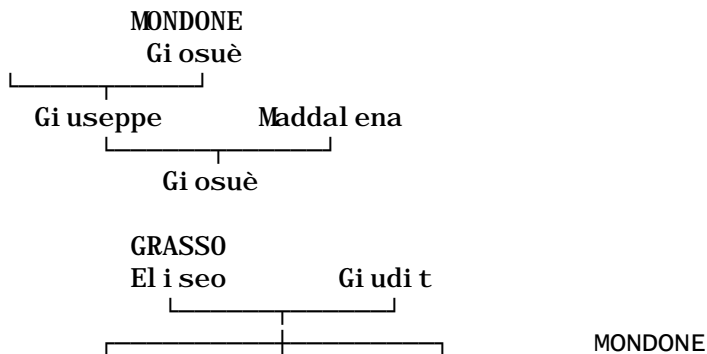 MONDONE
Giosuè
Giuseppe Maddalena
Giosuè
GRASSO
Eliseo Giudit
MONDONE